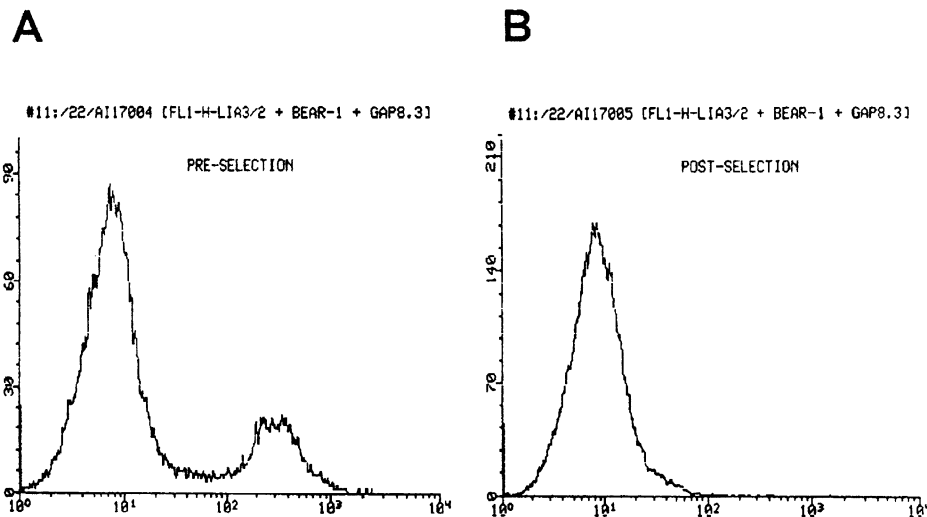 A
B
#11:/22/AI17004 [FL1-H-LIA3/2 + BEAR-1 + GAP8.3]
PRE-SELECTION
90
60
30
0
10⁰ 10¹ 10² 10³ 10⁴
#11:/22/AI17005 [FL1-H-LIA3/2 + BEAR-1 + GAP8.3]
POST-SELECTION
210
140
70
0
10⁰ 10¹ 10² 10³ 10⁴